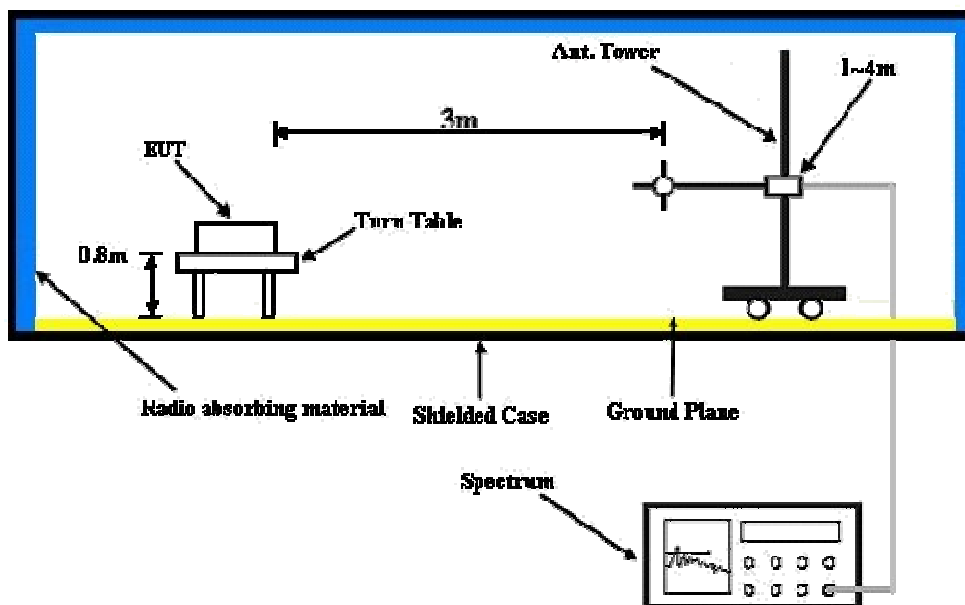 Ant. Tower
1~4m
3m
EUT
Turn Table
0.8m
Radio absorbing material
Shielded Case
Ground Plane
Spectrum